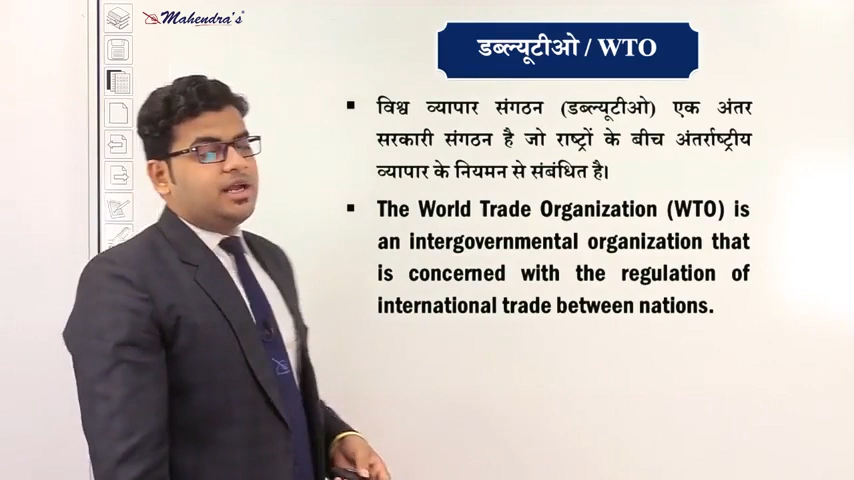 Mahendra's
डब्ल्यूटीओ / WTO
विश्व व्यापार संगठन (डब्ल्यूटीओ) एक अंतर
सरकारी संगठन है जो राष्ट्रों के बीच अंतर्राष्ट्रीय
व्यापार के नियमन से संबंधित है।
The World Trade Organization (WTO) is
an intergovernmental organization that
is concerned with the regulation of
international trade between nations.